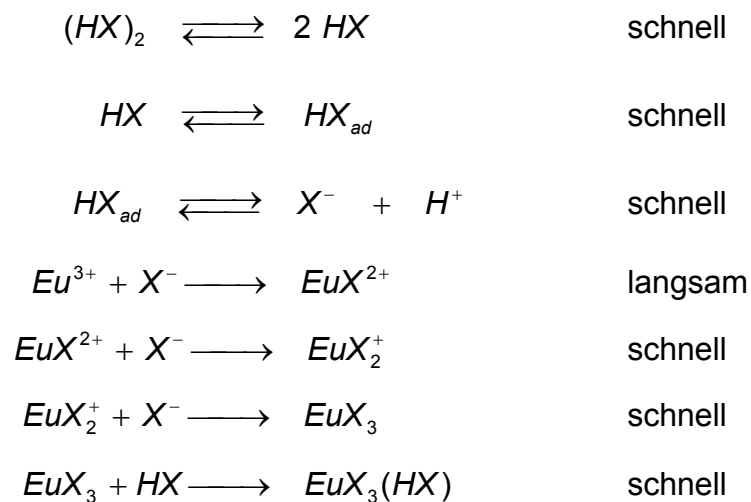 (HX)₂ ⇌ 2 HX schnell
HX ⇌ HX_ad schnell
HX_ad ⇌ X⁻ + H⁺ schnell
Eu³⁺ + X⁻ ⟶ EuX²⁺ langsam
EuX²⁺ + X⁻ ⟶ EuX₂⁺ schnell
EuX₂⁺ + X⁻ ⟶ EuX₃ schnell
EuX₃ + HX ⟶ EuX₃(HX) schnell